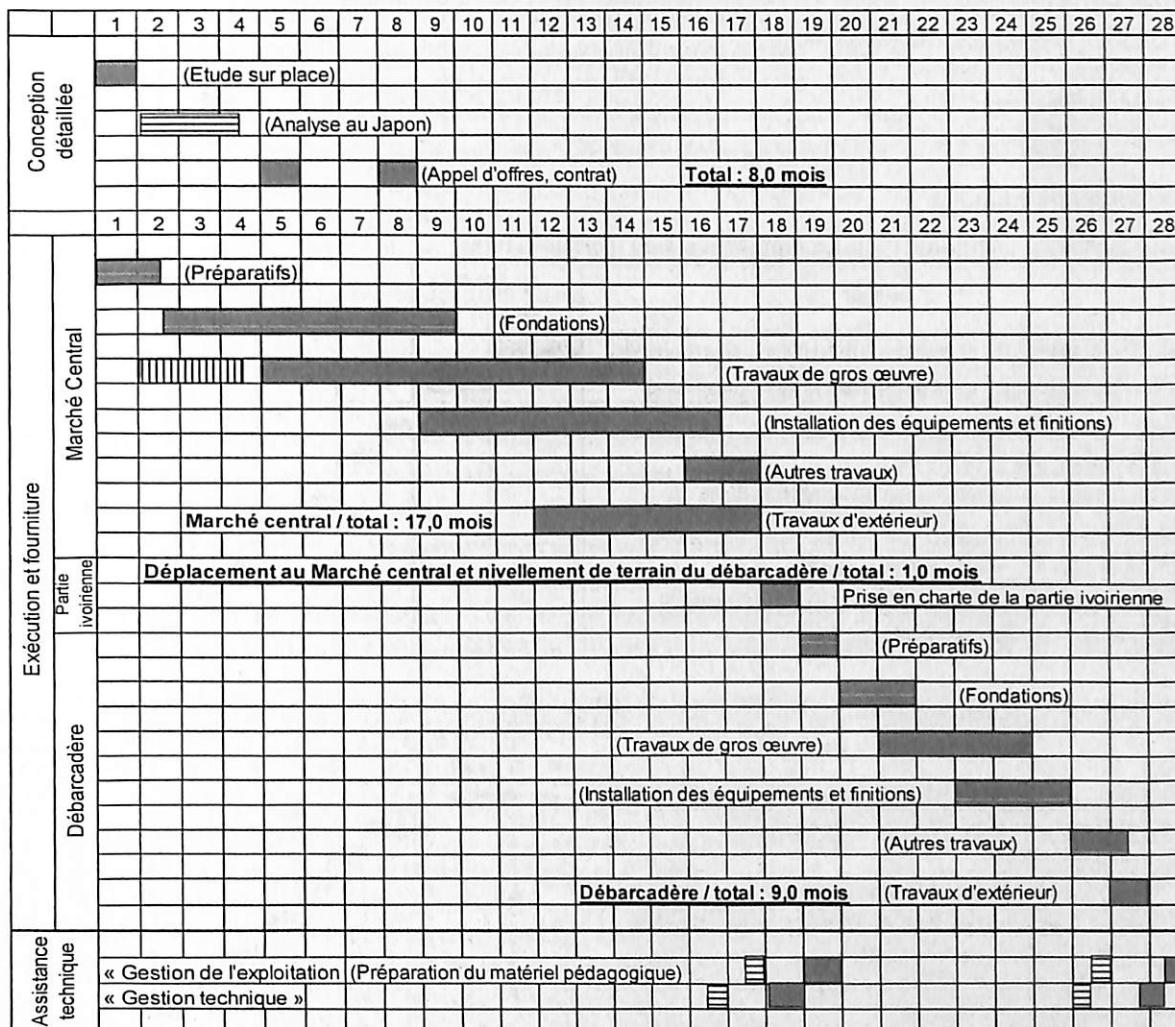 1 2 3 4 5 6 7 8 9 10 11 12 13 14 15 16 17 18 19 20 21 22 23 24 25 26 27 28
Conception détaillée
(Etude sur place)
(Analyse au Japon)
(Appel d'offres, contrat) Total : 8,0 mois
1 2 3 4 5 6 7 8 9 10 11 12 13 14 15 16 17 18 19 20 21 22 23 24 25 26 27 28
Exécution et fourniture
Marché Central
(Préparatifs)
(Fondations)
(Travaux de gros œuvre)
(Installation des équipements et finitions)
(Autres travaux)
Marché central / total : 17,0 mois (Travaux d'extérieur)
Partie ivoirienne
Déplacement au Marché central et nivellement de terrain du débarcadère / total : 1,0 mois
Prise en charte de la partie ivoirienne
Débarcadère
(Préparatifs)
(Fondations)
(Travaux de gros œuvre)
(Installation des équipements et finitions)
(Autres travaux)
Débarcadère / total : 9,0 mois (Travaux d'extérieur)
Assistance technique
« Gestion de l'exploitation (Préparation du matériel pédagogique)
« Gestion technique »